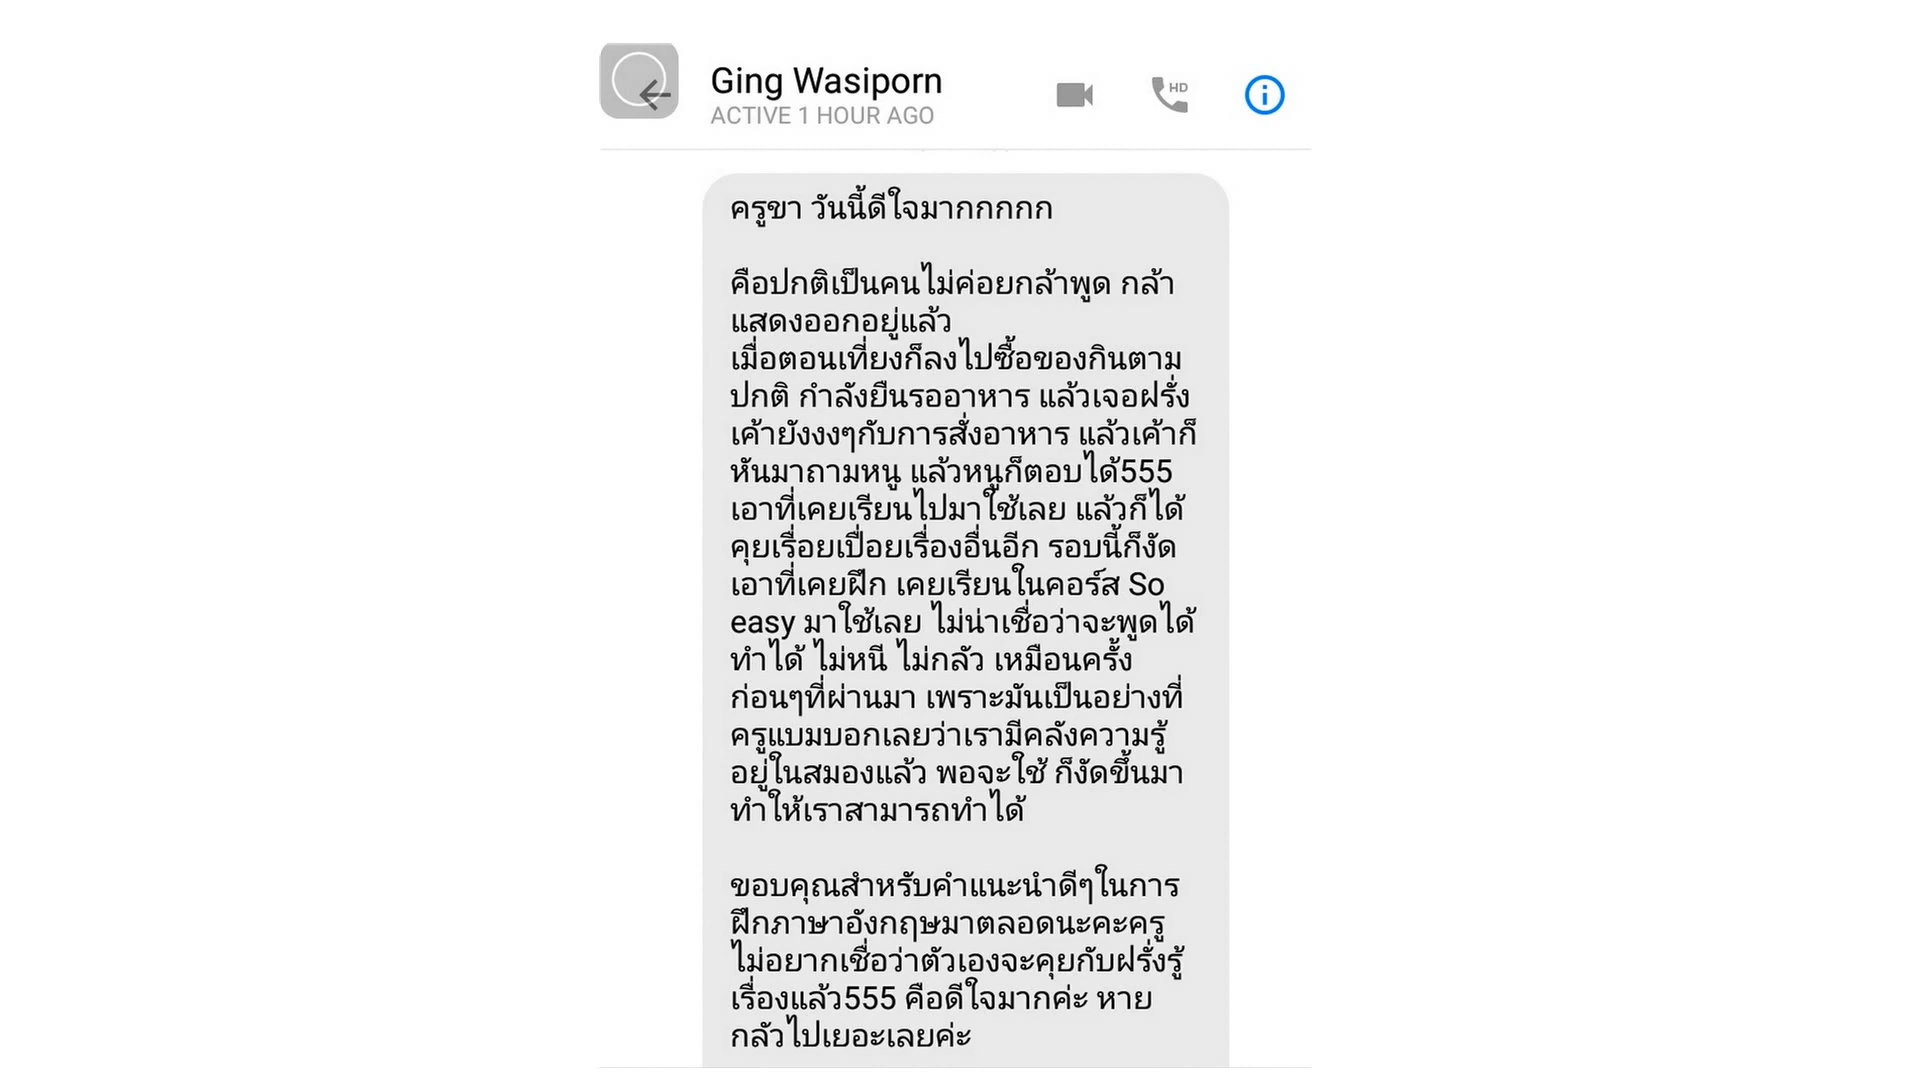 Ging Wasiporn
ACTIVE 1 HOUR AGO
HD
ครูขา วันนี้ดีใจมากกกกก
คือปกติเป็นคนไม่ค่อยกล้าพูด กล้า
แสดงออกอยู่แล้ว
เมื่อตอนเที่ยงก็ลงไปซื้อของกินตาม
ปกติ กำลังยืนรออาหาร แล้วเจอฝรั่ง
เค้ายังงงๆกับการสั่งอาหาร แล้วเค้าก็
หันมาถามหนู แล้วหนูก็ตอบได้555
เอาที่เคยเรียนไปมาใช้เลย แล้วก็ได้
คุยเรื่อยเปื่อยเรื่องอื่นอีก รอบนี้ก็งัด
เอาที่เคยฝึก เคยเรียนในคอร์ส So
easy มาใช้เลย ไม่น่าเชื่อว่าจะพูดได้
ทำได้ ไม่หนี ไม่กลัว เหมือนครั้ง
ก่อนๆที่ผ่านมา เพราะมันเป็นอย่างที่
ครูแบมบอกเลยว่าเรามีคลังความรู้
อยู่ในสมองแล้ว พอจะใช้ ก็งัดขึ้นมา
ทำให้เราสามารถทำได้
ขอบคุณสำหรับคำแนะนำดีๆในการ
ฝึกภาษาอังกฤษมาตลอดนะคะครู
ไม่อยากเชื่อว่าตัวเองจะคุยกับฝรั่งรู้
เรื่องแล้ว555 คือดีใจมากค่ะ หาย
กลัวไปเยอะเลยค่ะ